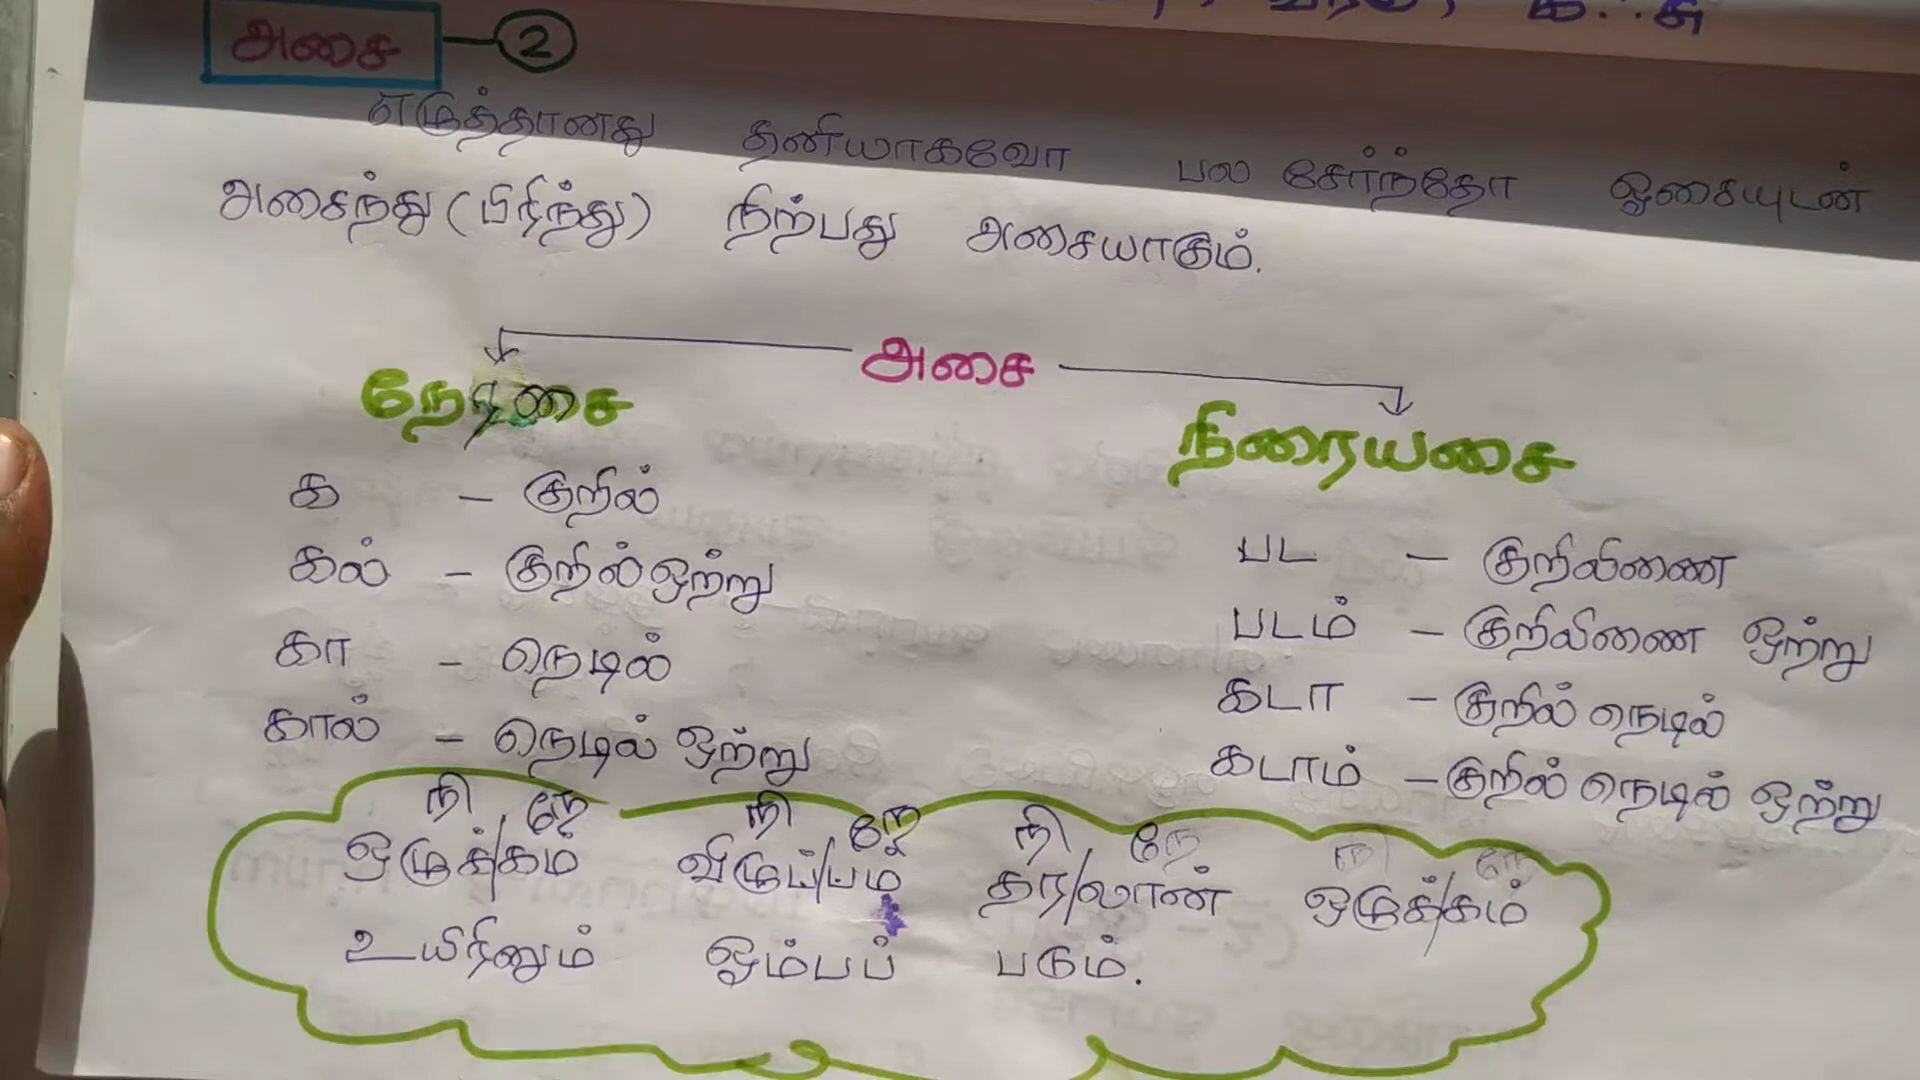 அசை - 2
எழுத்தானது தனியாகவோ பல சேர்ந்தோ ஓசையுடன்
அசைந்து (பிரிந்து) நிற்பது அசையாகும்.
அசை
நேரசை
நிரையசை
க - குறில்
கல் - குறில் ஒற்று
கா - நெடில்
கால் - நெடில் ஒற்று
பட - குறிலிணை
படம் - குறிலிணை ஒற்று
கடா - குறில் நெடில்
கடாம் - குறில் நெடில் ஒற்று
நி நே நி நே நி நே நி நே
ஒழுக்/கம் விழுப்/பம் தர/லான் ஒழுக்/கம்
உயிரினும் ஓம்பப் படும்.